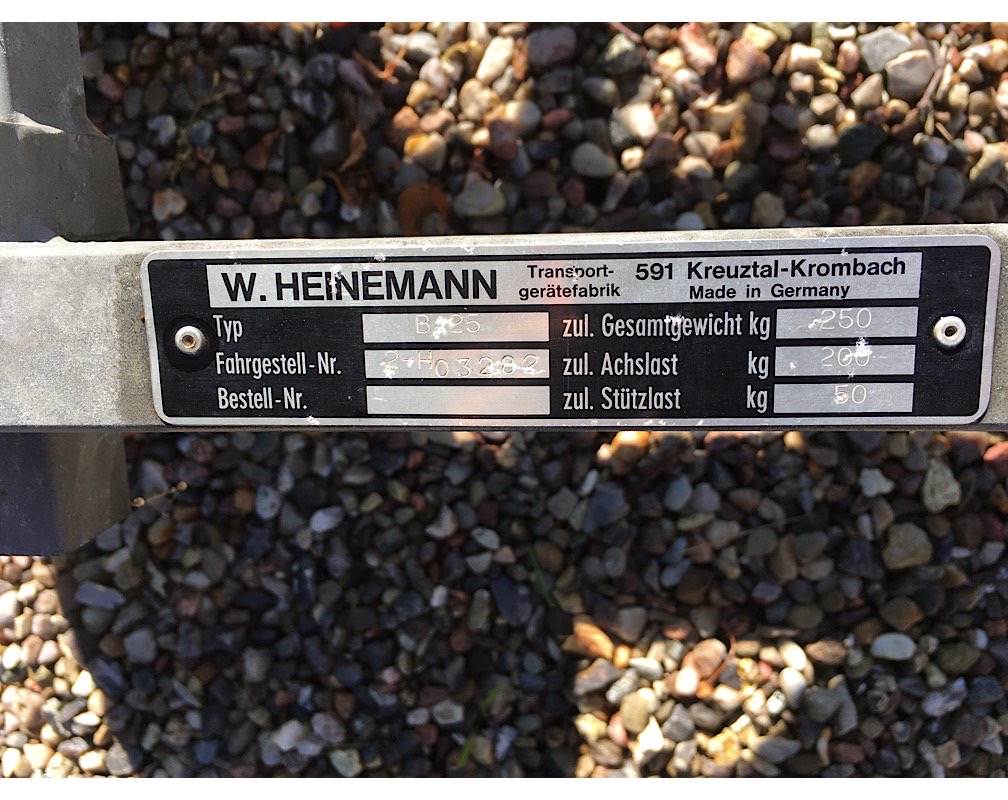 W. HEINEMANN Transport-gerätefabrik 591 Kreuztal-Krombach Made in Germany
Typ zul. Gesamtgewicht kg 250
Fahrgestell-Nr. 03282 zul. Achslast kg 200
Bestell-Nr. zul. Stützlast kg 50